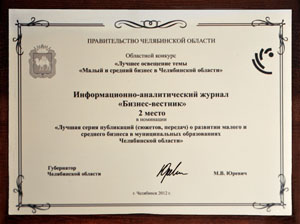 ПРАВИТЕЛЬСТВО ЧЕЛЯБИНСКОЙ ОБЛАСТИ
Областной конкурс
«Лучшее освещение темы
«Малый и средний бизнес в Челябинской области»
Информационно-аналитический журнал
«Бизнес-вестник»
2 место
в номинации
«Лучшая серия публикаций (сюжетов, передач) о развитии малого и
среднего бизнеса в муниципальных образованиях
Челябинской области»
Губернатор
Челябинской области
М.В. Юревич
г. Челябинск 2012 г.